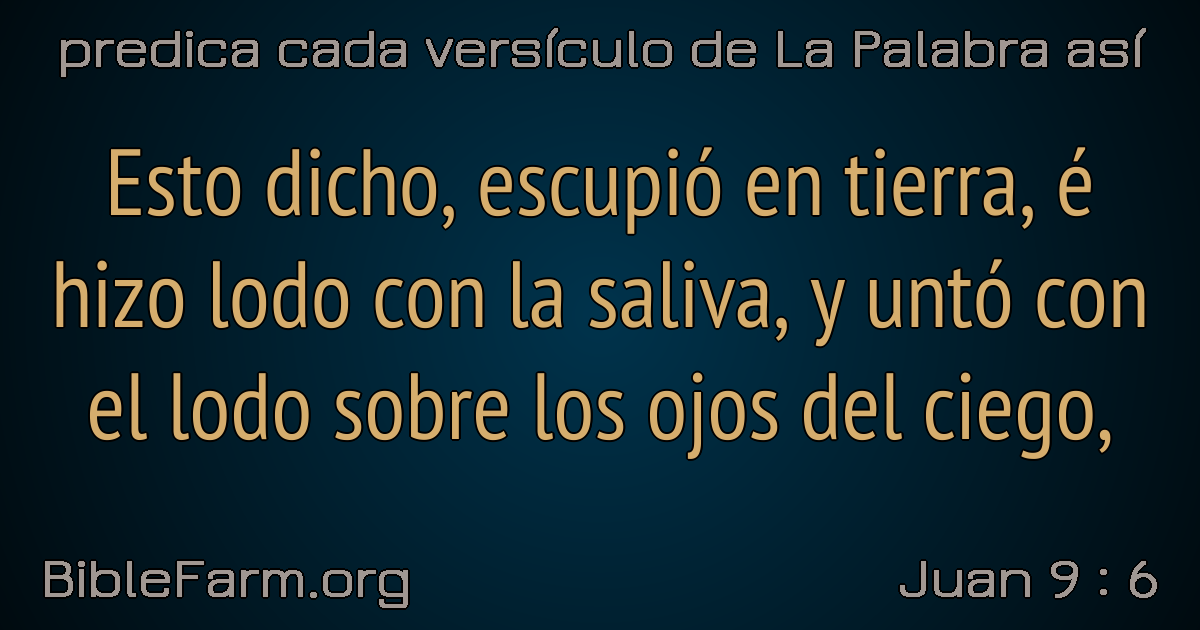 predica cada versículo de La Palabra así
Esto dicho, escupió en tierra, é
hizo lodo con la saliva, y untó con
el lodo sobre los ojos del ciego,
BibleFarm.org
Juan 9 : 6